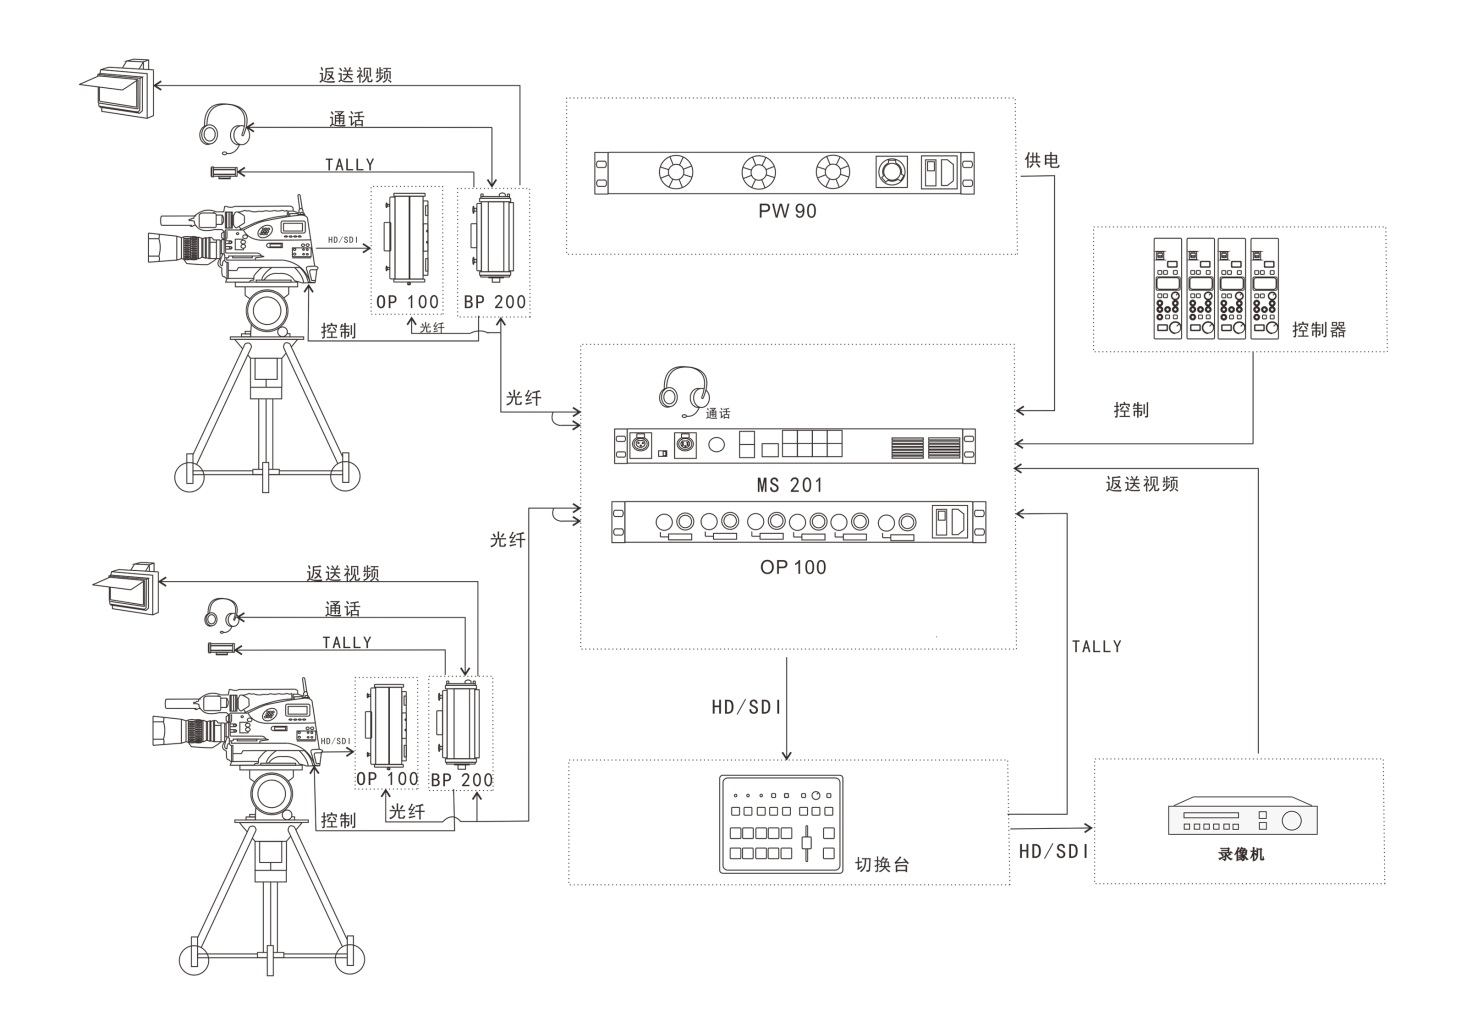 返送视频
通话
TALLY
HD/SDI
OP 100
BP 200
控制
光纤
光纤
PW 90
供电
控制器
控制
通话
MS 201
OP 100
返送视频
光纤
TALLY
返送视频
通话
TALLY
HD/SDI
OP 100
BP 200
控制
光纤
HD/SDI
切换台
HD/SDI
录像机